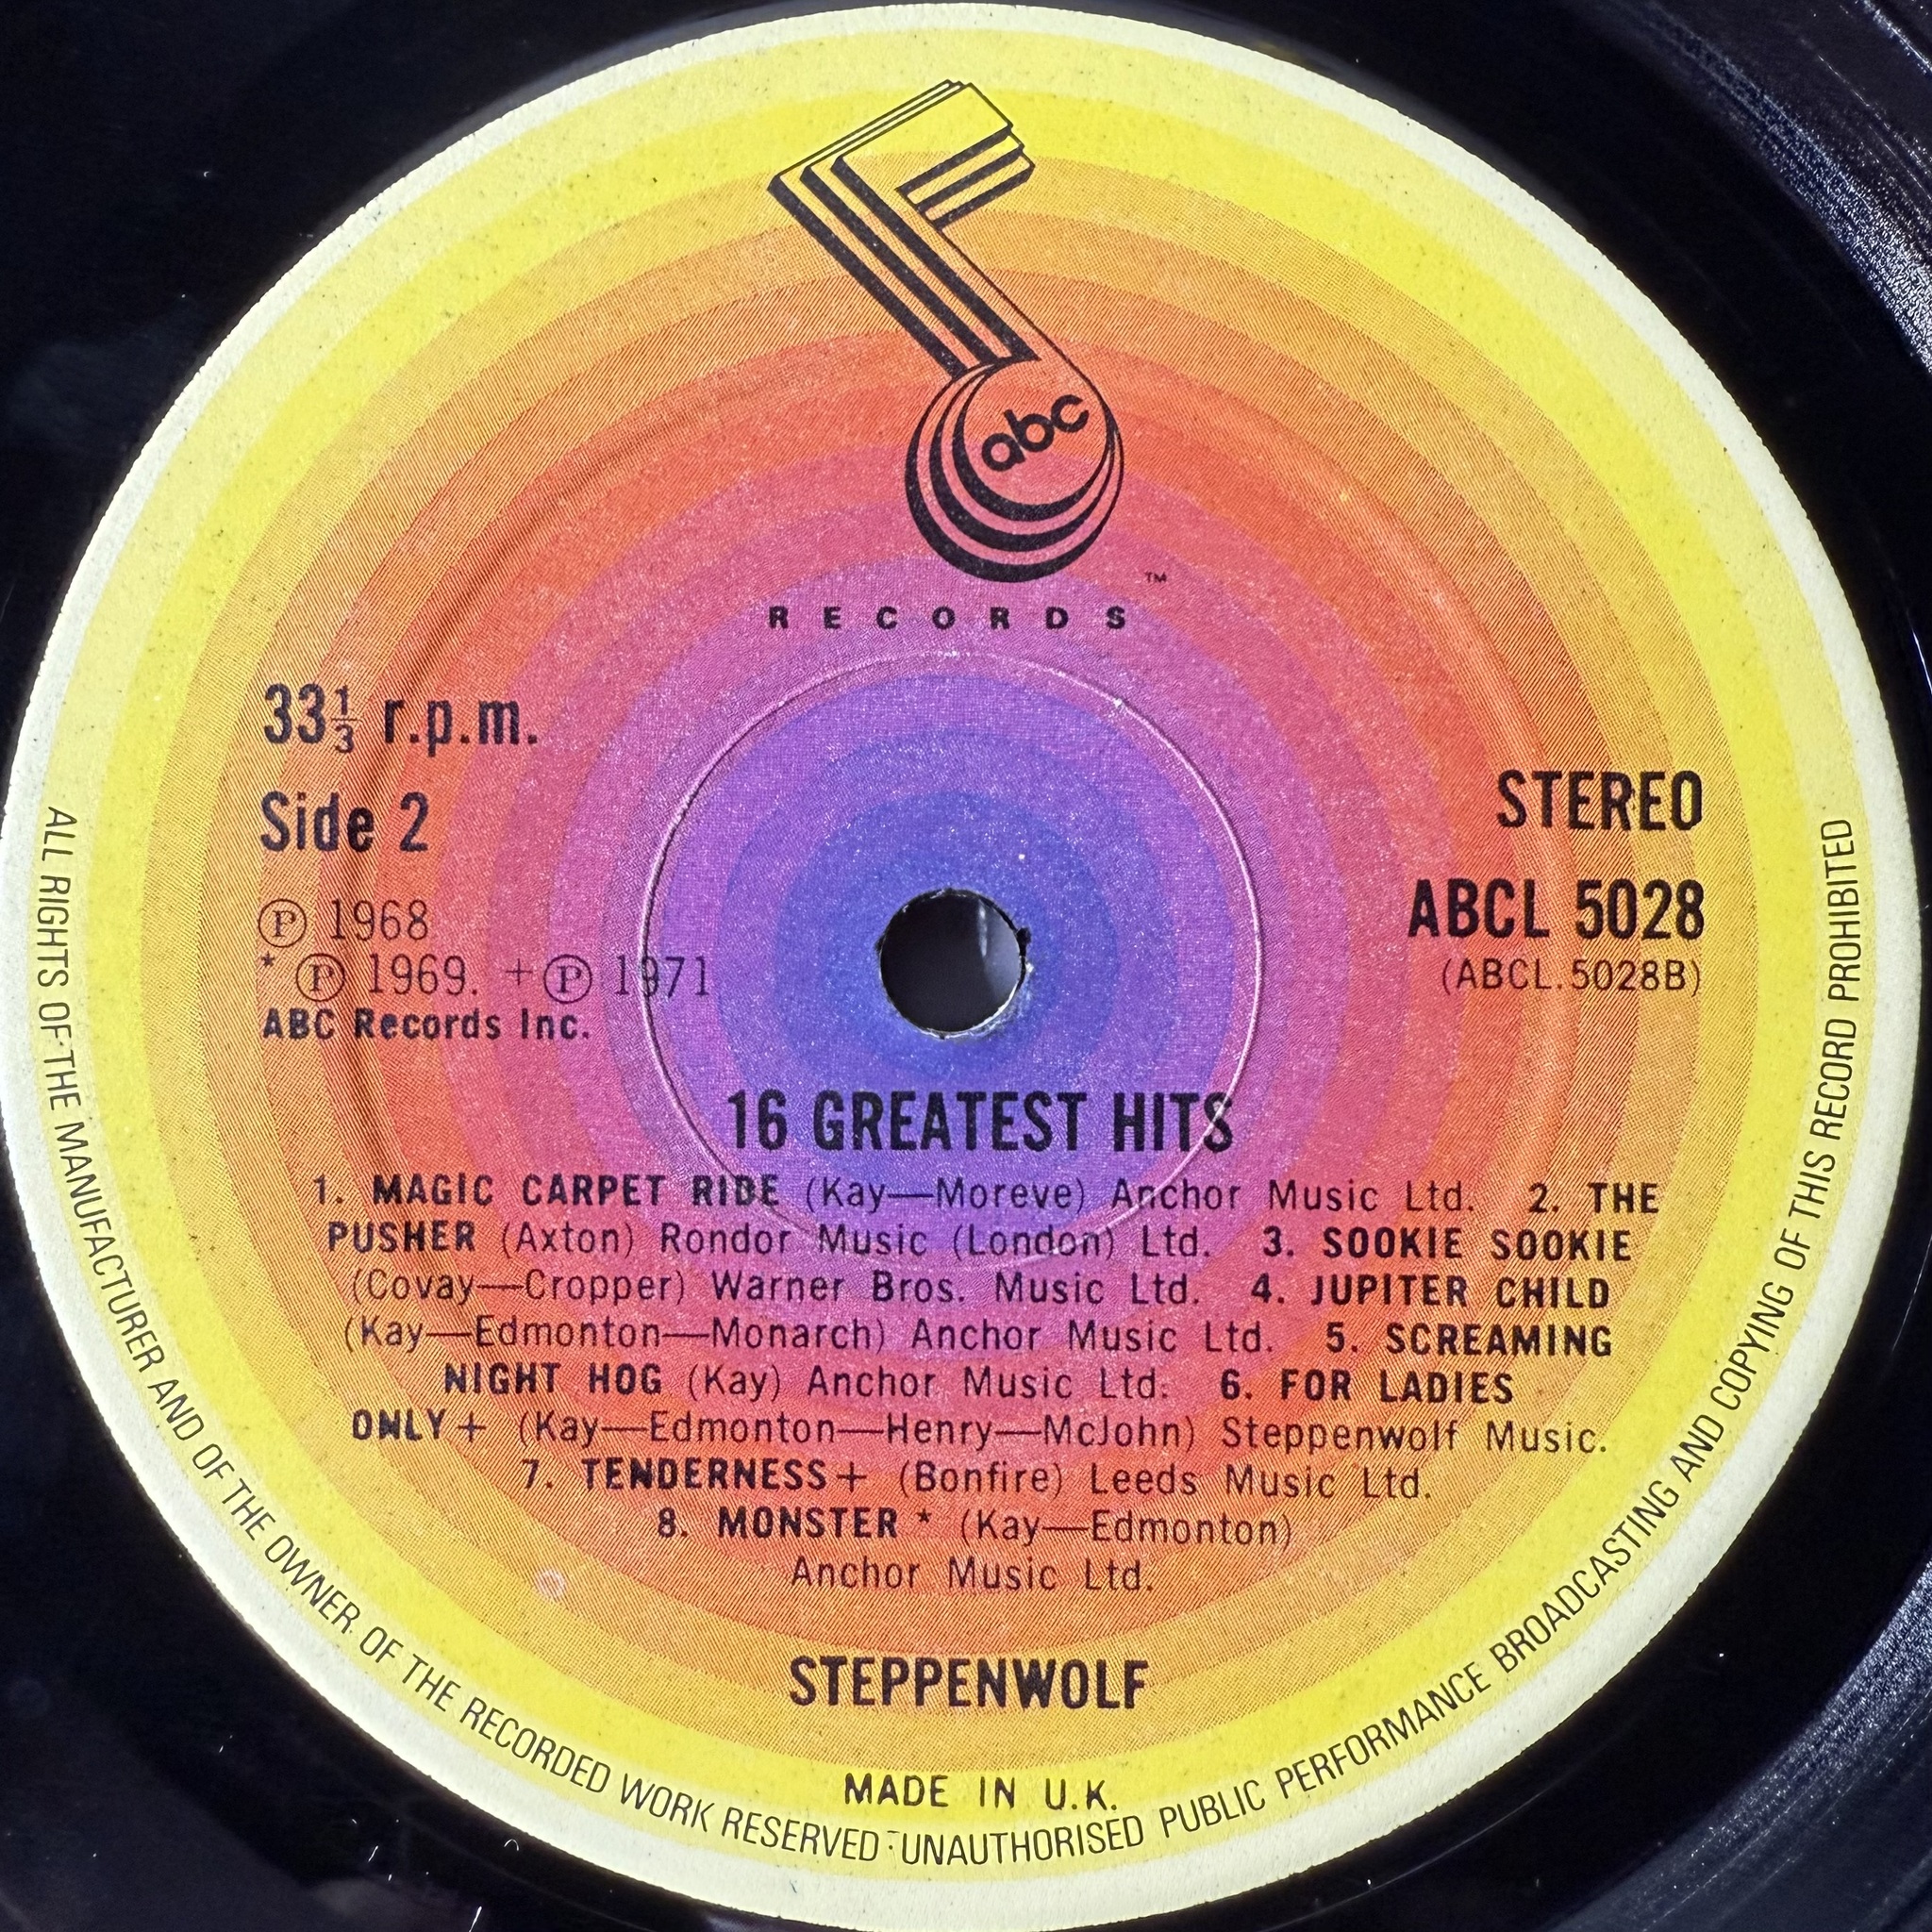 abc
TM
RECORDS
33⅓ r.p.m.
Side 2
STEREO
ABCL 5028
(ABCL.5028B)
Ⓟ 1968
* Ⓟ 1969. +Ⓟ 1971
ABC Records Inc.
16 GREATEST HITS
1. MAGIC CARPET RIDE (Kay—Moreve) Anchor Music Ltd. 2. THE
PUSHER (Axton) Rondor Music (London) Ltd. 3. SOOKIE SOOKIE
(Covay—Cropper) Warner Bros. Music Ltd. 4. JUPITER CHILD
(Kay—Edmonton—Monarch) Anchor Music Ltd. 5. SCREAMING
NIGHT HOG (Kay) Anchor Music Ltd. 6. FOR LADIES
ONLY+ (Kay—Edmonton—Henry—McJohn) Steppenwolf Music.
7. TENDERNESS+ (Bonfire) Leeds Music Ltd.
8. MONSTER * (Kay—Edmonton)
Anchor Music Ltd.
STEPPENWOLF
MADE IN U.K.
ALL RIGHTS OF THE MANUFACTURER AND OF THE OWNER OF THE RECORDED WORK RESERVED · UNAUTHORISED PUBLIC PERFORMANCE BROADCASTING AND COPYING OF THIS RECORD PROHIBITED